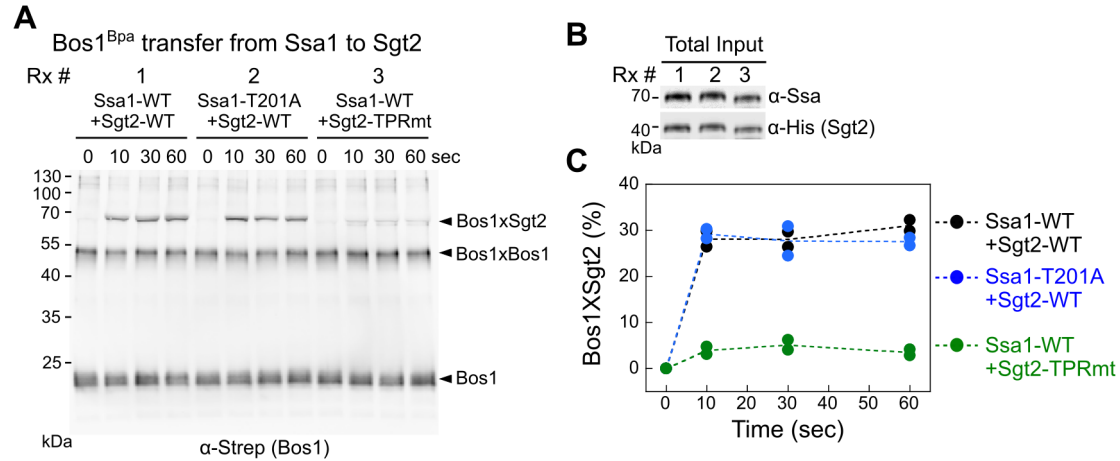 A
Bos1Bpa transfer from Ssa1 to Sgt2
Rx # 1 2 3
Ssa1-WT Ssa1-T201A Ssa1-WT
+Sgt2-WT +Sgt2-WT +Sgt2-TPRmt
0 10 30 60 0 10 30 60 0 10 30 60 sec
130
100
70
Bos1xSgt2
55
Bos1xBos1
40
35
25
Bos1
kDa
α-Strep (Bos1)
B
Total Input
Rx # 1 2 3
70 α-Ssa
40 α-His (Sgt2)
kDa
C
Bos1XSgt2 (%)
40
30
20
10
0
0 10 20 30 40 50 60
Time (sec)
Ssa1-WT
+Sgt2-WT
Ssa1-T201A
+Sgt2-WT
Ssa1-WT
+Sgt2-TPRmt